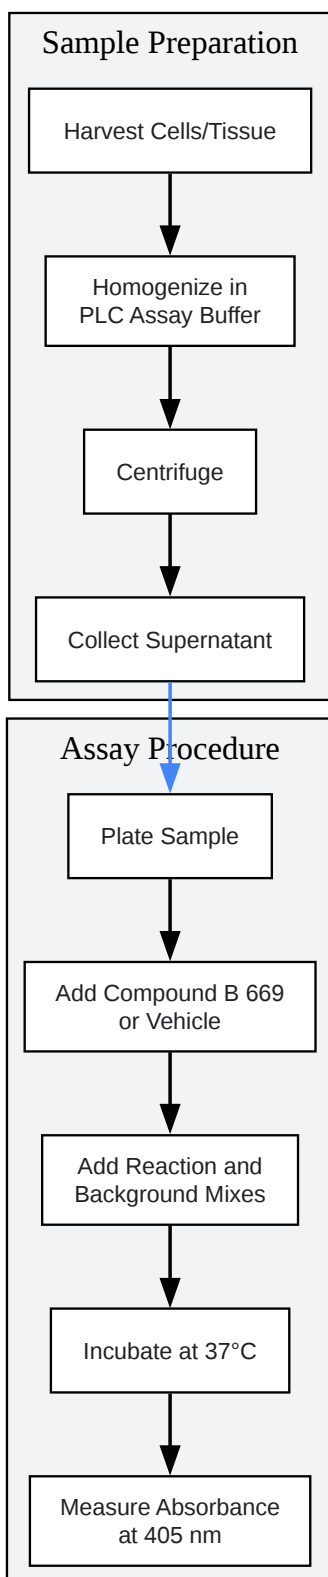 Sample Preparation
Harvest Cells/Tissue
Homogenize in
PLC Assay Buffer
Centrifuge
Collect Supernatant
Assay Procedure
Plate Sample
Add Compound B 669
or Vehicle
Add Reaction and
Background Mixes
Incubate at 37°C
Measure Absorbance
at 405 nm